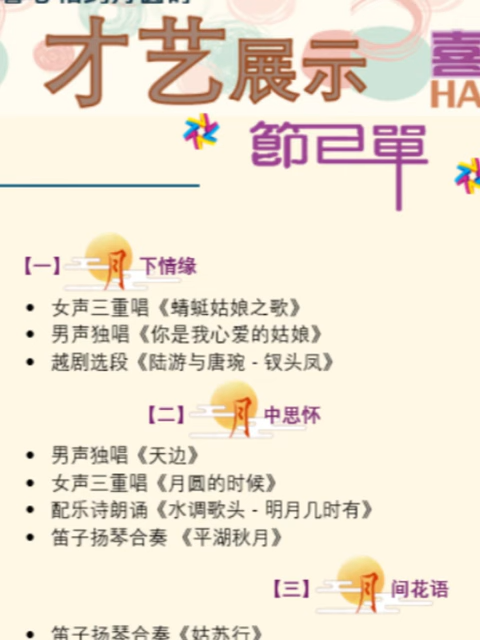 才艺展示
喜
HA
節目單
【一】月下情缘
• 女声三重唱《蜻蜓姑娘之歌》
• 男声独唱《你是我心爱的姑娘》
• 越剧选段《陆游与唐琬 - 钗头凤》
【二】月中思怀
• 男声独唱《天边》
• 女声三重唱《月圆的时候》
• 配乐诗朗诵《水调歌头 - 明月几时有》
• 笛子扬琴合奏 《平湖秋月》
【三】月间花语
• 笛子扬琴合奏《姑苏行》